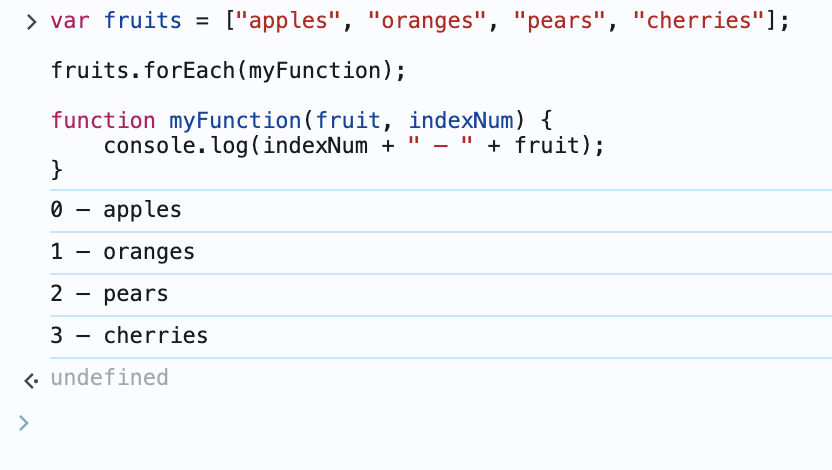 > var fruits = ["apples", "oranges", "pears", "cherries"];
fruits.forEach(myFunction);
function myFunction(fruit, indexNum) {
    console.log(indexNum + " – " + fruit);
}
0 – apples
1 – oranges
2 – pears
3 – cherries
undefined
>